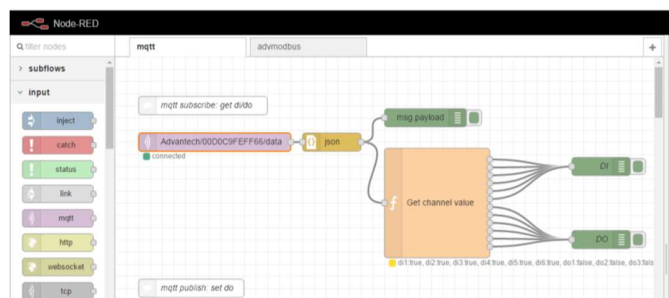 Node-RED
filter nodes
mqtt
advmodbus
+
subflows
input
inject
catch
status
link
mqtt
http
websocket
tcp
mqtt subscribe: get di/do
Advantech/00D0C9FEFF66/data
connected
json
msg.payload
Get channel value
DI
DO
di1:true, di2:true, di3:true, di4:true, di5:true, di6:true, do1:false, do2:false, do3:fals
mqtt publish: set do